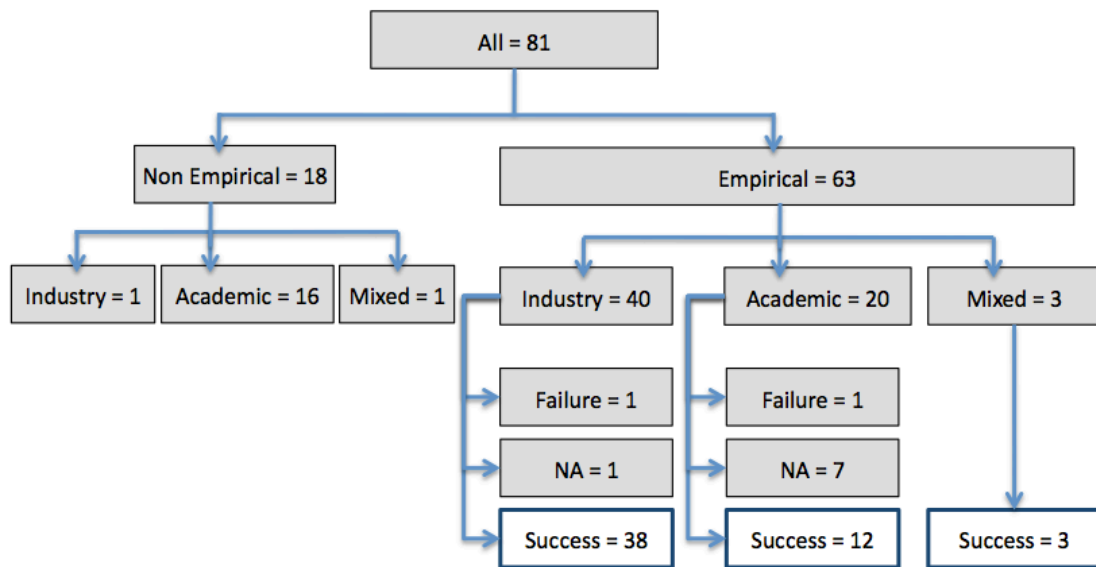 All = 81
Non Empirical = 18
Empirical = 63
Industry = 1
Academic = 16
Mixed = 1
Industry = 40
Academic = 20
Mixed = 3
Failure = 1
Failure = 1
NA = 1
NA = 7
Success = 38
Success = 12
Success = 3